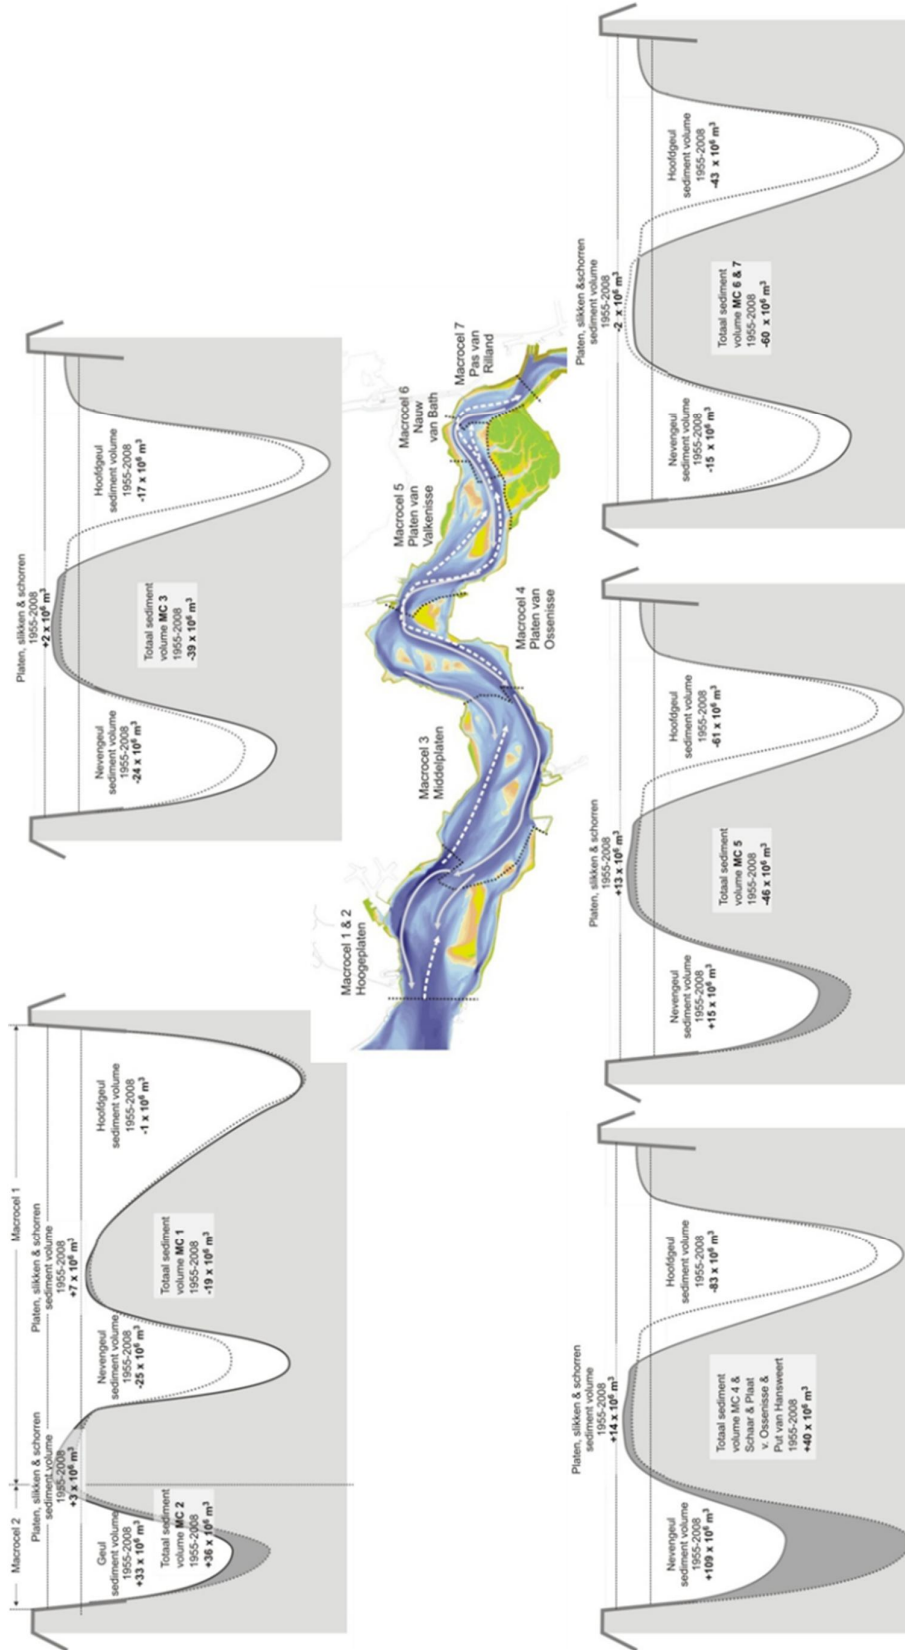 Macrocel 2
Macrocel 1
Platen, slikken & schorren
sediment volume
1955-2008
+3 x 10⁶ m³
Platen, slikken & schorren
sediment volume
1955-2008
+7 x 10⁶ m³
Geul
sediment volume
1955-2008
+33 x 10⁶ m³
Totaal sediment
volume MC 2
1955-2008
+36 x 10⁶ m³
Nevengeul
sediment volume
1955-2008
-25 x 10⁶ m³
Totaal sediment
volume MC 1
1955-2008
-19 x 10⁶ m³
Hoofdgeul
sediment volume
1955-2008
-1 x 10⁶ m³
Platen, slikken & schorren
1955-2008
+2 x 10⁶ m³
Nevengeul
sediment volume
1955-2008
-24 x 10⁶ m³
Totaal sediment
volume MC 3
1955-2008
-39 x 10⁶ m³
Hoofdgeul
sediment volume
1955-2008
-17 x 10⁶ m³
Macrocel 1 & 2
Hoogeplaten
Macrocel 3
Middelplaten
Macrocel 4
Platen van
Ossenisse
Macrocel 5
Platen van
Valkenisse
Macrocel 6
Nauw
van Bath
Macrocel 7
Pas van
Rilland
Platen, slikken & schorren
sediment volume
1955-2008
+14 x 10⁶ m³
Nevengeul
sediment volume
1955-2008
+109 x 10⁶ m³
Totaal sediment
volume MC 4 &
Schaar & Plaat
v. Ossenisse &
Put van Hansweert
1955-2008
+40 x 10⁶ m³
Hoofdgeul
sediment volume
1955-2008
-83 x 10⁶ m³
Platen, slikken & schorren
1955-2008
+13 x 10⁶ m³
Nevengeul
sediment volume
1955-2008
+15 x 10⁶ m³
Totaal sediment
volume MC 5
1955-2008
-46 x 10⁶ m³
Hoofdgeul
sediment volume
1955-2008
-61 x 10⁶ m³
Platen, slikken &schorren
sediment volume
1955-2008
-2 x 10⁶ m³
Nevengeul
sediment volume
1955-2008
-15 x 10⁶ m³
Totaal sediment
volume MC 6 & 7
1955-2008
-60 x 10⁶ m³
Hoofdgeul
sediment volume
1955-2008
-43 x 10⁶ m³